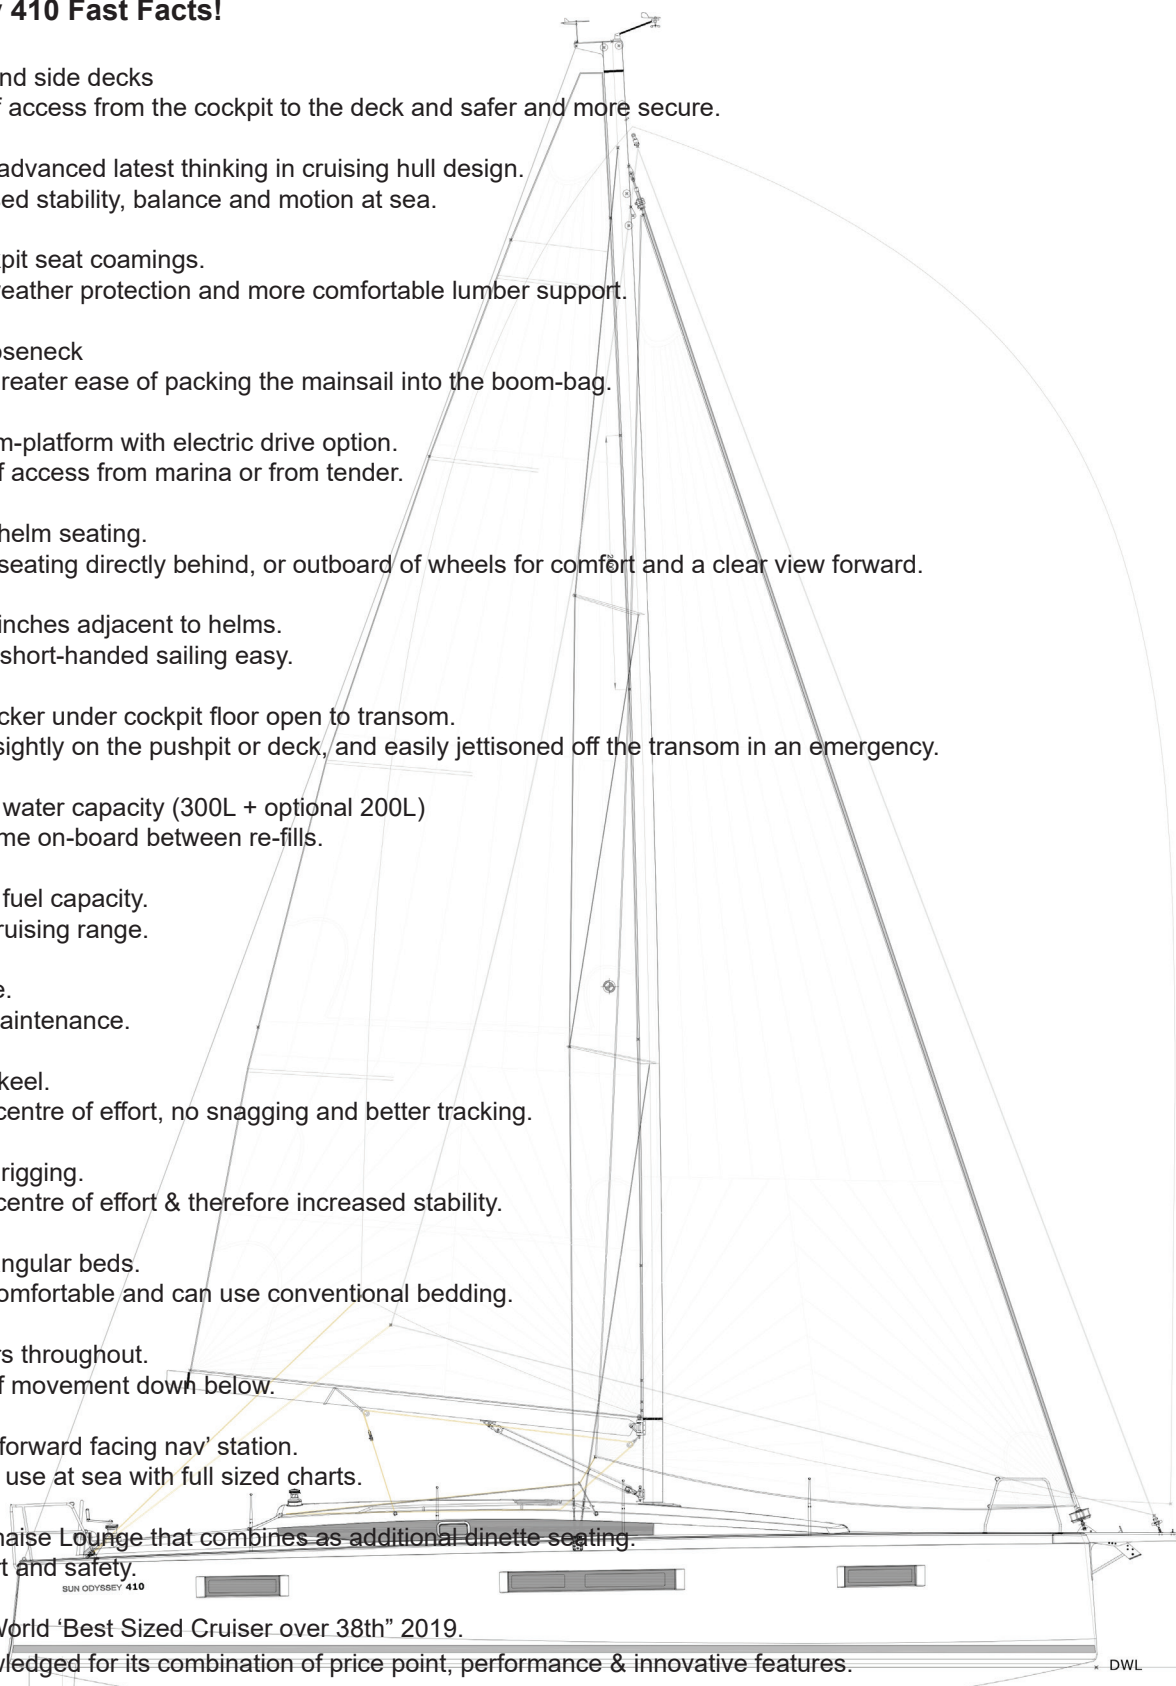 y 410 Fast Facts!
nd side decks
f access from the cockpit to the deck and safer and more secure.
advanced latest thinking in cruising hull design.
ed stability, balance and motion at sea.
pit seat coamings.
eather protection and more comfortable lumber support.
oseneck
reater ease of packing the mainsail into the boom-bag.
m-platform with electric drive option.
f access from marina or from tender.
helm seating.
seating directly behind, or outboard of wheels for comfort and a clear view forward.
inches adjacent to helms.
short-handed sailing easy.
cker under cockpit floor open to transom.
sightly on the pushpit or deck, and easily jettisoned off the transom in an emergency.
water capacity (300L + optional 200L)
me on-board between re-fills.
fuel capacity.
ruising range.
e.
aintenance.
keel.
centre of effort, no snagging and better tracking.
rigging.
centre of effort & therefore increased stability.
ngular beds.
omfortable and can use conventional bedding.
rs throughout.
f movement down below.
forward facing nav’ station.
use at sea with full sized charts.
haise Lounge that combines as additional dinette seating.
t and safety.
SUN ODYSSEY 410
World ‘Best Sized Cruiser over 38th” 2019.
wledged for its combination of price point, performance & innovative features.
DWL